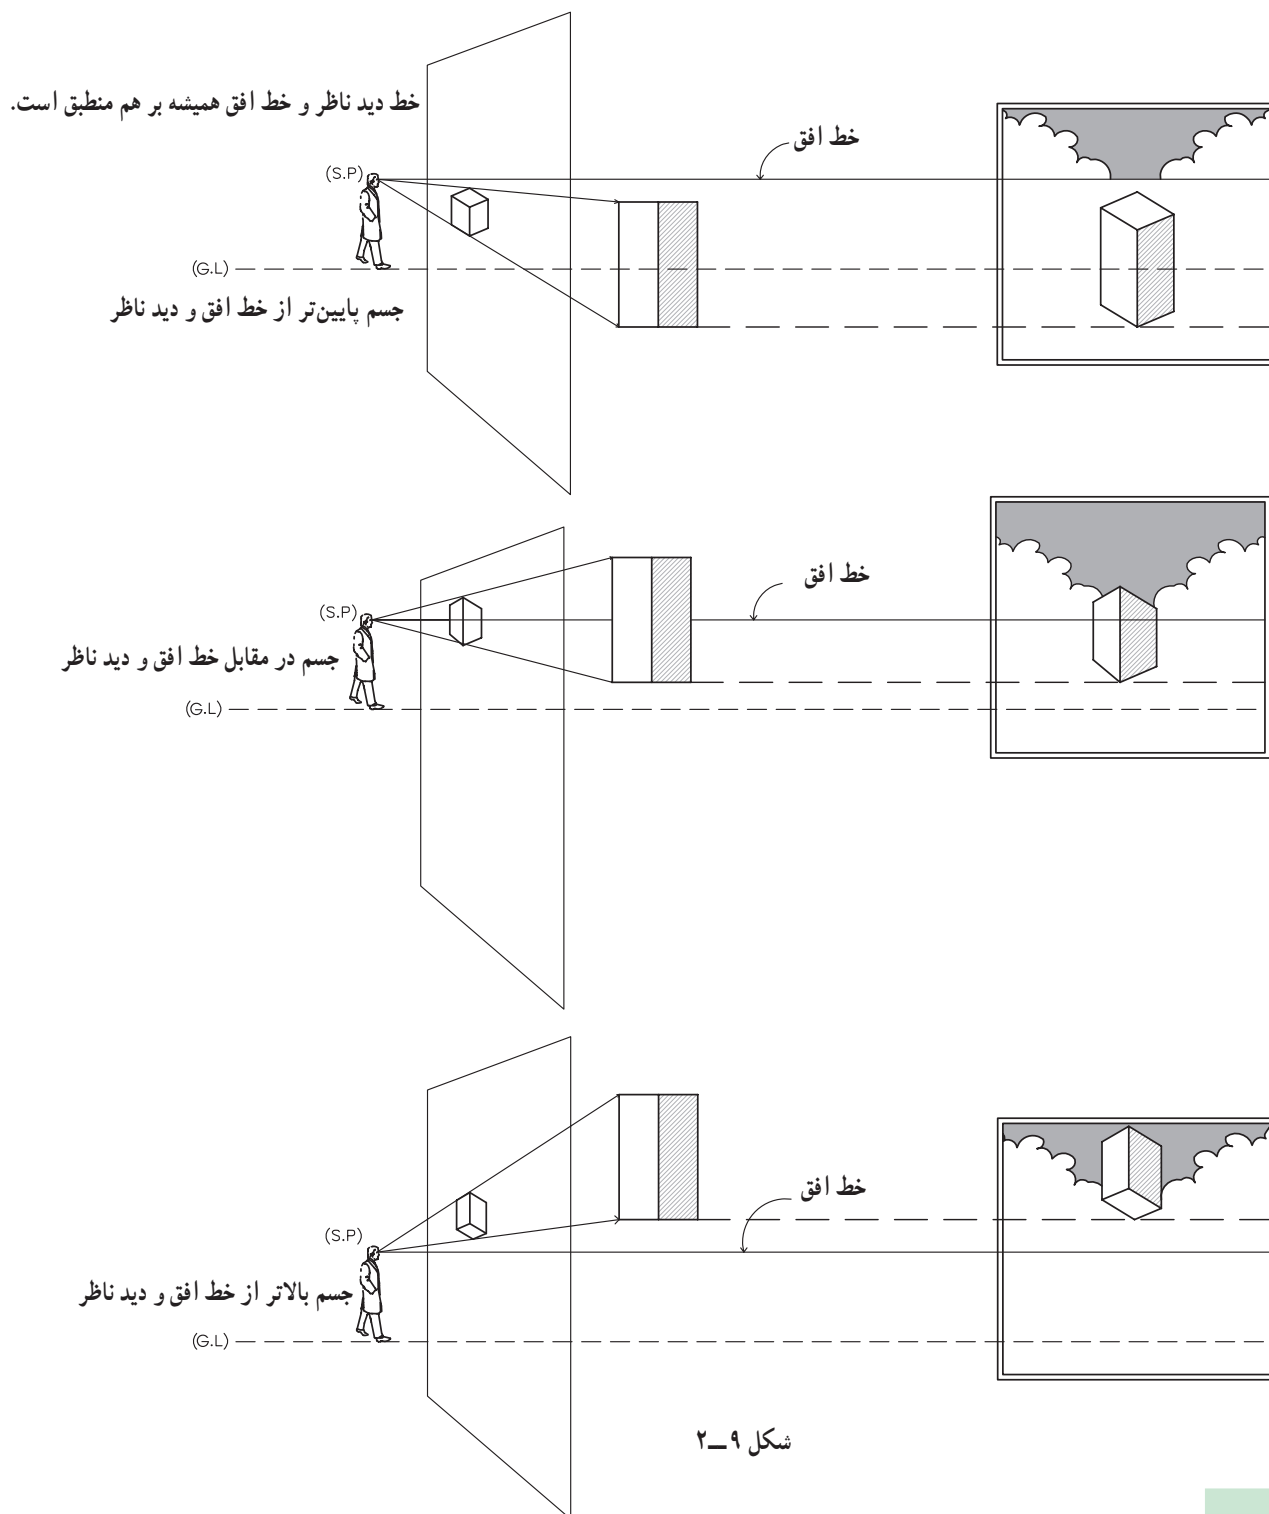 خط دید ناظر و خط افق همیشه بر هم منطبق است.
خط افق
(S.P)
(G.L)
جسم پایین‌تر از خط افق و دید ناظر
خط افق
(S.P)
جسم در مقابل خط افق و دید ناظر
(G.L)
خط افق
(S.P)
جسم بالاتر از خط افق و دید ناظر
(G.L)
شکل ۹ــ۲